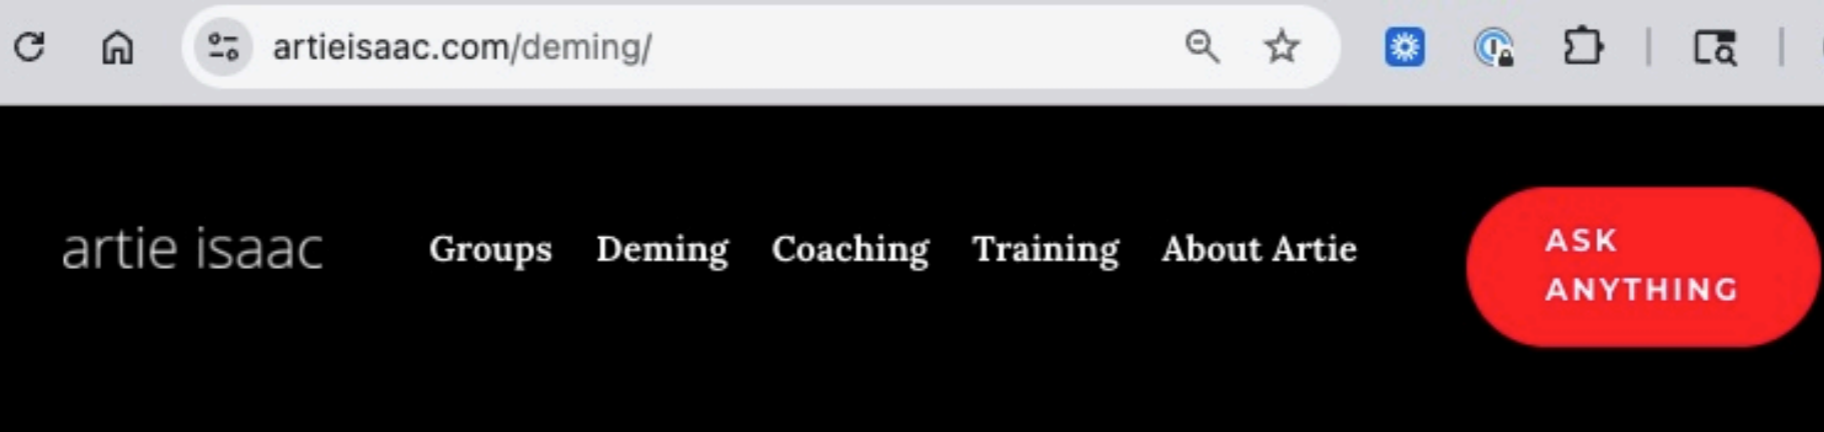 artieisaac.com/deming/
artie isaac
Groups Deming Coaching Training About Artie
ASK
ANYTHING